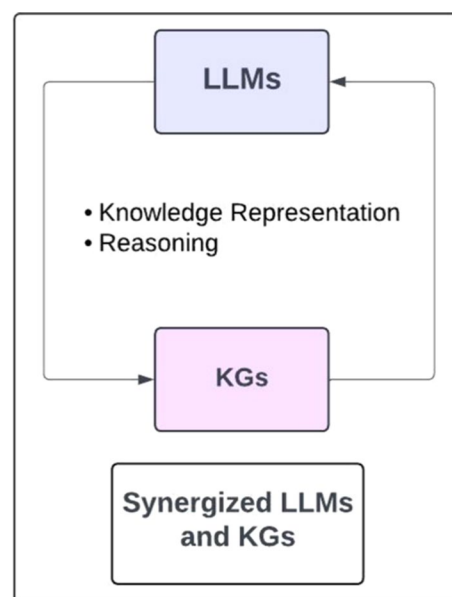 LLMs
• Knowledge Representation
• Reasoning
KGs
Synergized LLMs
and KGs